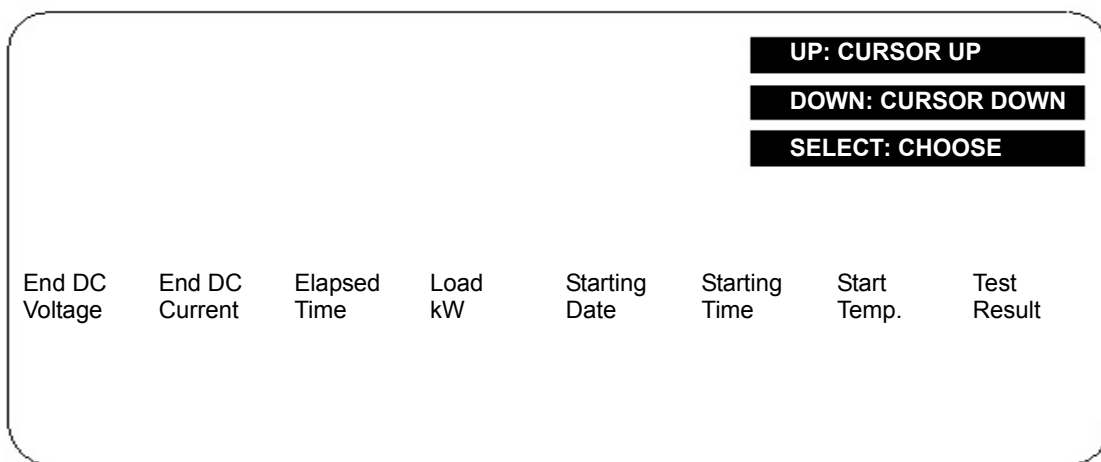 UP: CURSOR UP
DOWN: CURSOR DOWN
SELECT: CHOOSE
End DC End DC Elapsed Load Starting Starting Start Test
Voltage Current Time kW Date Time Temp. Result